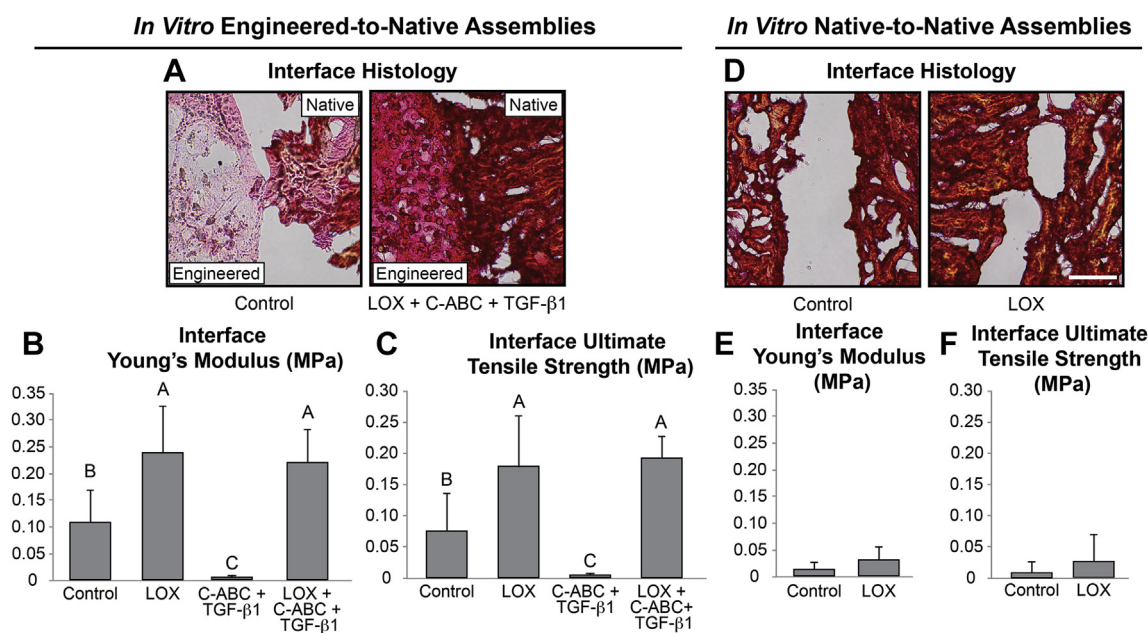 In Vitro Engineered-to-Native Assemblies
A Interface Histology
Native
Native
Engineered
Engineered
Control
LOX + C-ABC + TGF-β1
B
Interface
Young's Modulus (MPa)
0.35
0.30
0.25
0.20
0.15
0.10
0.05
0
B
A
C
A
Control
LOX
C-ABC +
TGF-β1
LOX +
C-ABC +
TGF-β1
C
Interface Ultimate
Tensile Strength (MPa)
0.30
0.25
0.20
0.15
0.10
0.05
0
B
A
C
A
Control
LOX
C-ABC +
TGF-β1
LOX +
C-ABC+
TGF-β1
In Vitro Native-to-Native Assemblies
D Interface Histology
Control
LOX
E
Interface
Young's Modulus
(MPa)
0.35
0.30
0.25
0.20
0.15
0.10
0.05
0
Control
LOX
F
Interface Ultimate
Tensile Strength
(MPa)
0.30
0.25
0.20
0.15
0.10
0.05
0
Control
LOX